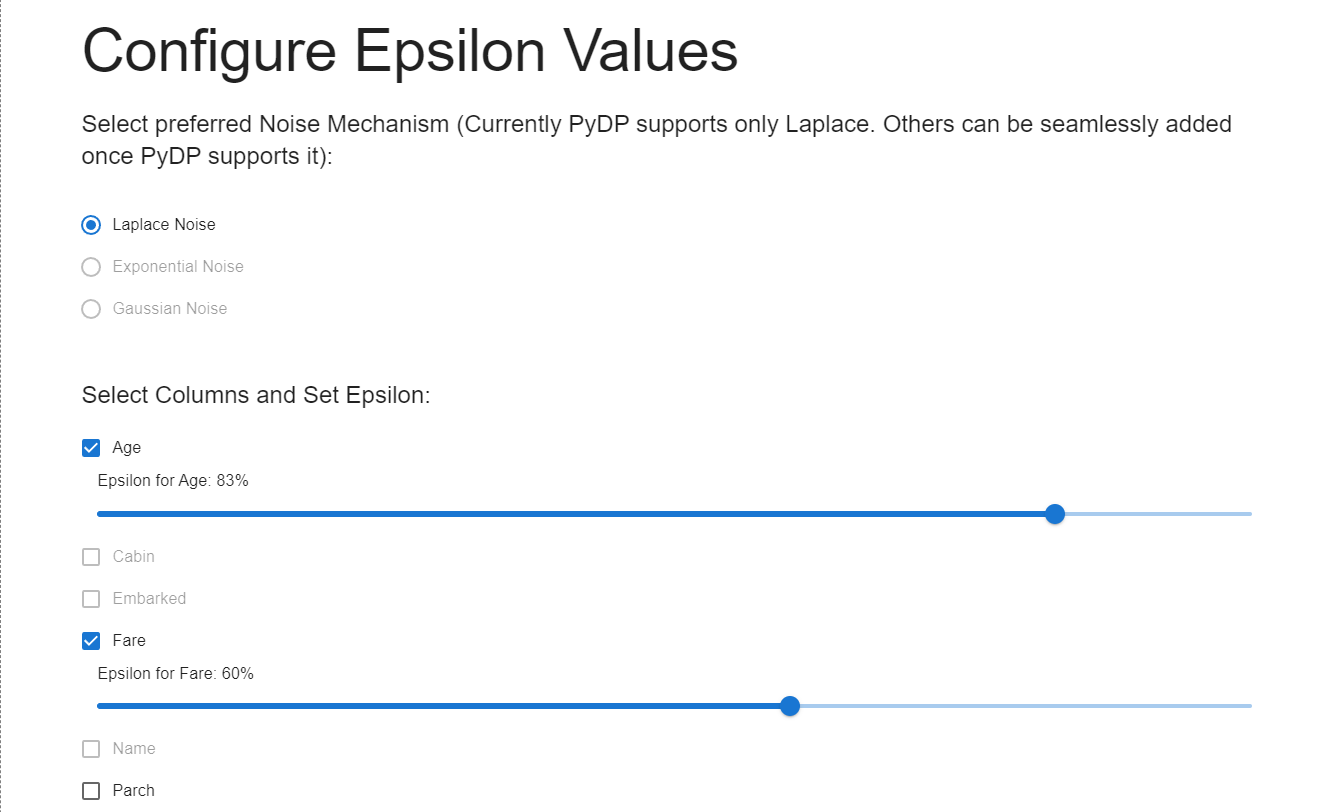 Configure Epsilon Values
Select preferred Noise Mechanism (Currently PyDP supports only Laplace. Others can be seamlessly added
once PyDP supports it):
Laplace Noise
Exponential Noise
Gaussian Noise
Select Columns and Set Epsilon:
Age
Epsilon for Age: 83%
Cabin
Embarked
Fare
Epsilon for Fare: 60%
Name
Parch